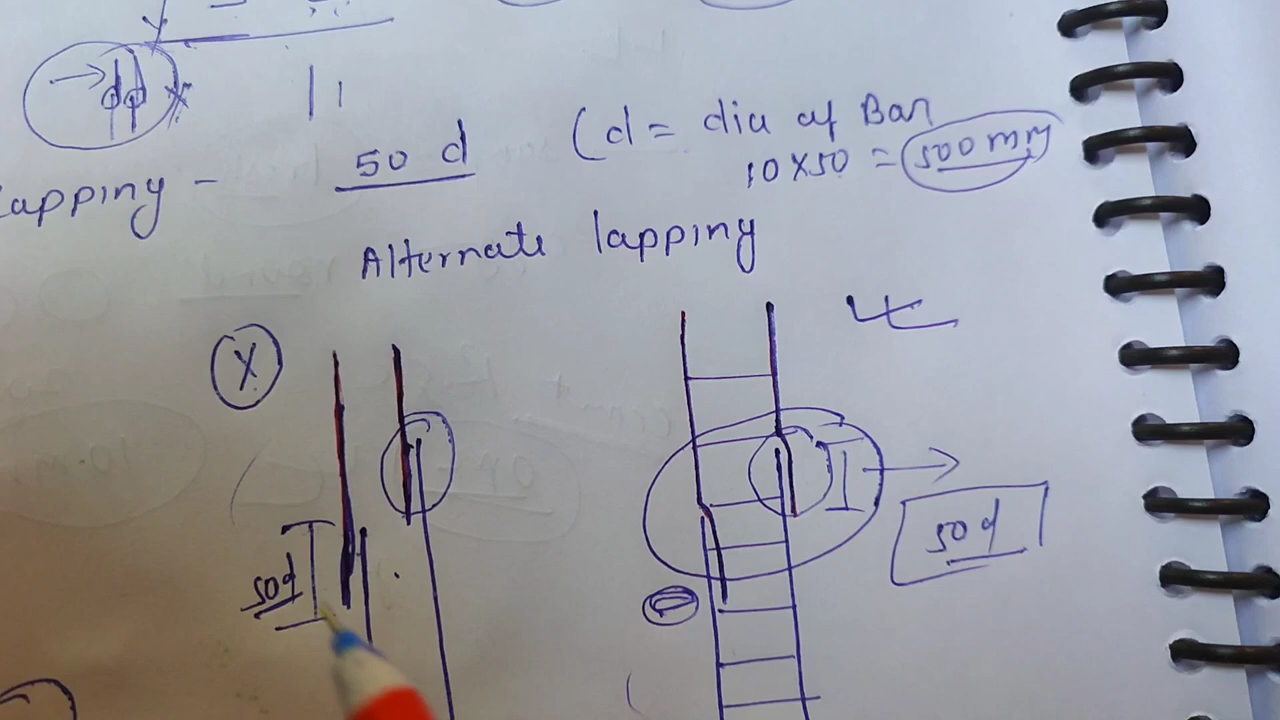 (d = dia of Bar
Lapping - 50 d
10X50 = 500 mm
Alternate lapping
X
50d
50d